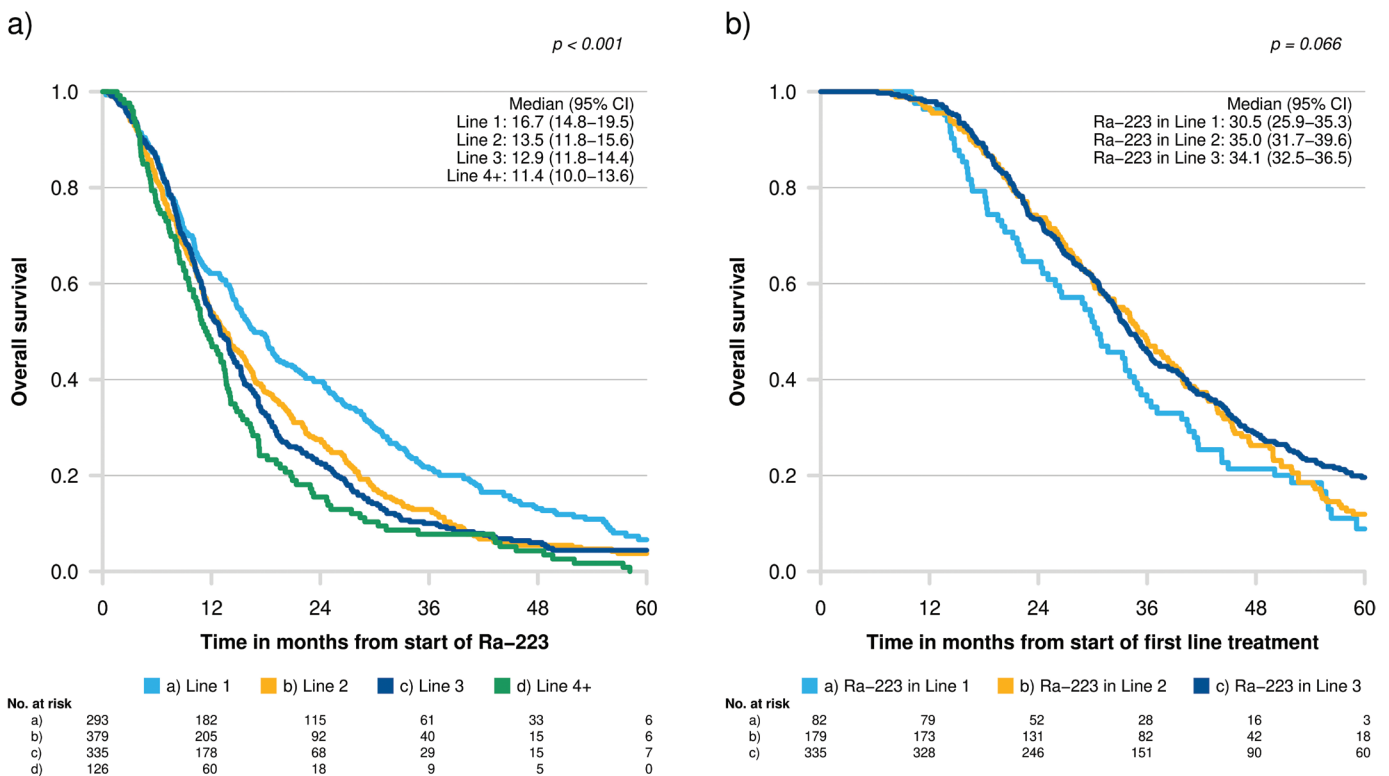 a)
p < 0.001
Median (95% CI)
Line 1: 16.7 (14.8–19.5)
Line 2: 13.5 (11.8–15.6)
Line 3: 12.9 (11.8–14.4)
Line 4+: 11.4 (10.0–13.6)
1.0
0.8
0.6
0.4
0.2
0.0
Overall survival
0 12 24 36 48 60
Time in months from start of Ra–223
a) Line 1 b) Line 2 c) Line 3 d) Line 4+
No. at risk
a) 293 182 115 61 33 6
b) 379 205 92 40 15 6
c) 335 178 68 29 15 7
d) 126 60 18 9 5 0
b)
p = 0.066
Median (95% CI)
Ra–223 in Line 1: 30.5 (25.9–35.3)
Ra–223 in Line 2: 35.0 (31.7–39.6)
Ra–223 in Line 3: 34.1 (32.5–36.5)
1.0
0.8
0.6
0.4
0.2
0.0
Overall survival
0 12 24 36 48 60
Time in months from start of first line treatment
a) Ra–223 in Line 1 b) Ra–223 in Line 2 c) Ra–223 in Line 3
No. at risk
a) 82 79 52 28 16 3
b) 179 173 131 82 42 18
c) 335 328 246 151 90 60